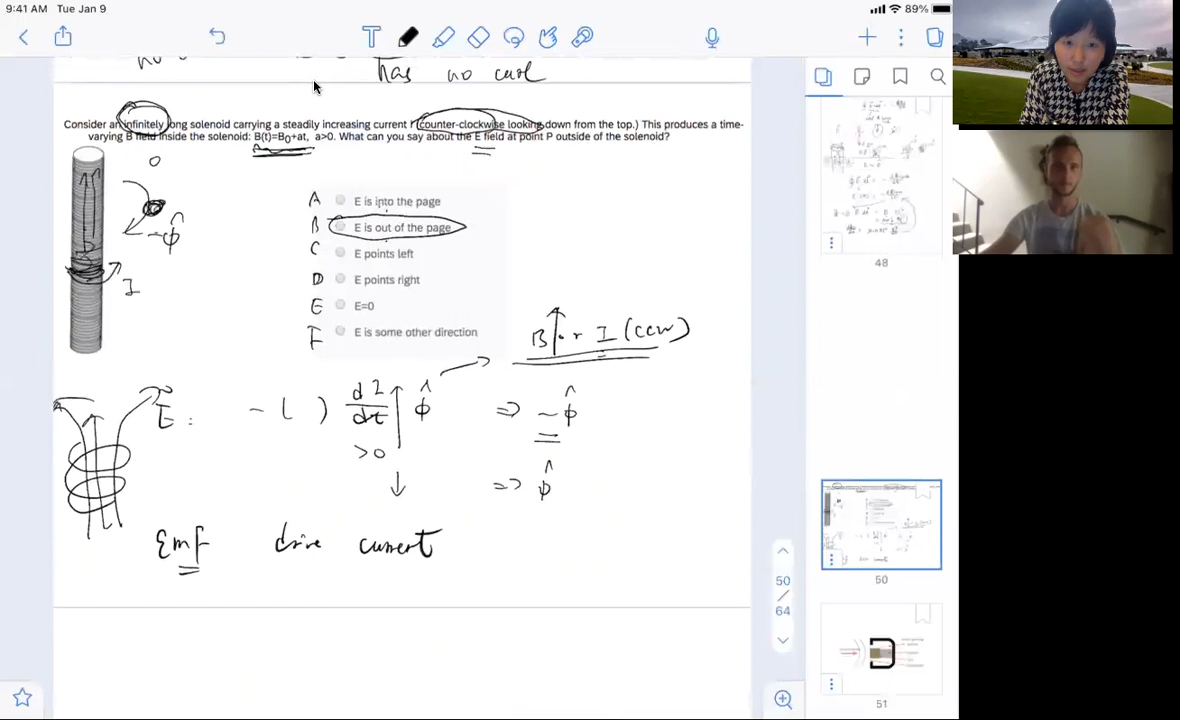 9:41 AM Tue Jan 9
89%
has no curl
Consider an infinitely long solenoid carrying a steadily increasing current I (counter-clockwise looking down from the top.) This produces a time-
varying B field inside the solenoid: B(t)=B0+at, a>0. What can you say about the E field at point P outside of the solenoid?
A E is into the page
B E is out of the page
C E points left
D E points right
E E=0
F E is some other direction
-φ̂
I
B↑ for I (ccw)
E : - ( ) dI/dt ↑ φ̂ => -φ̂
>0
↓ => φ̂
EmF drive current
48
50
51
50
/
64